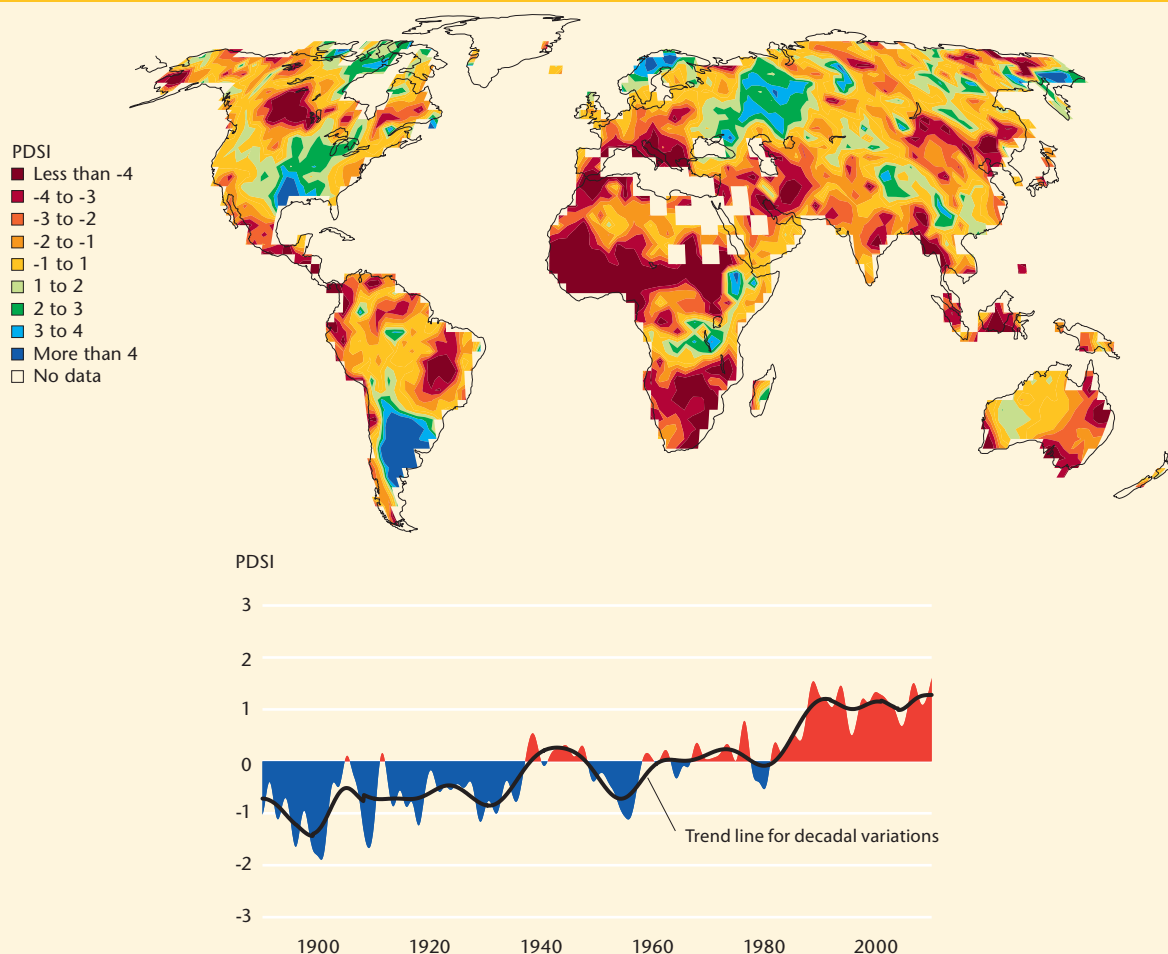 PDSI
Less than -4
-4 to -3
-3 to -2
-2 to -1
-1 to 1
1 to 2
2 to 3
3 to 4
More than 4
No data
PDSI
3
2
1
0
-1
Trend line for decadal variations
-2
-3
1900 1920 1940 1960 1980 2000